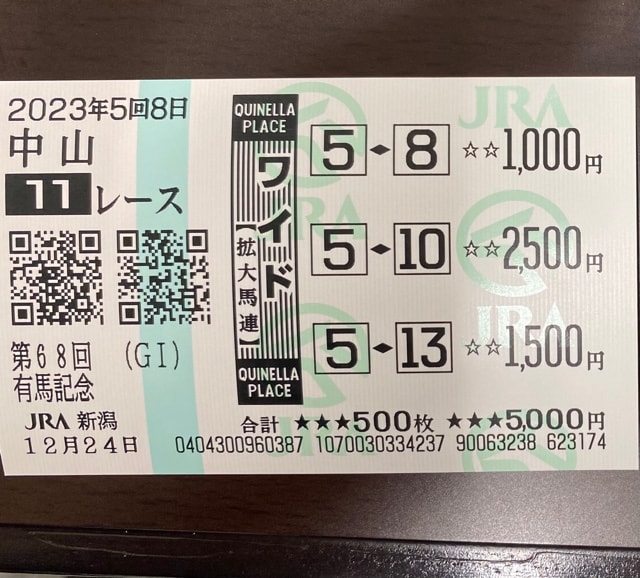 2023年5回8日
中山
11レース
第68回 (GI)
有馬記念
JRA 新潟
12月24日
QUINELLA
PLACE
ワイド
【拡大馬連】
QUINELLA
PLACE
JRA
5 ♦ 8 ☆☆1,000円
JRA
5 ♦ 10 ☆☆2,500円
JRA
5 ♦ 13 ☆☆1,500円
合計 ★★★500枚 ★★★5,000円
0404300960387 1070030334237 90063238 623174